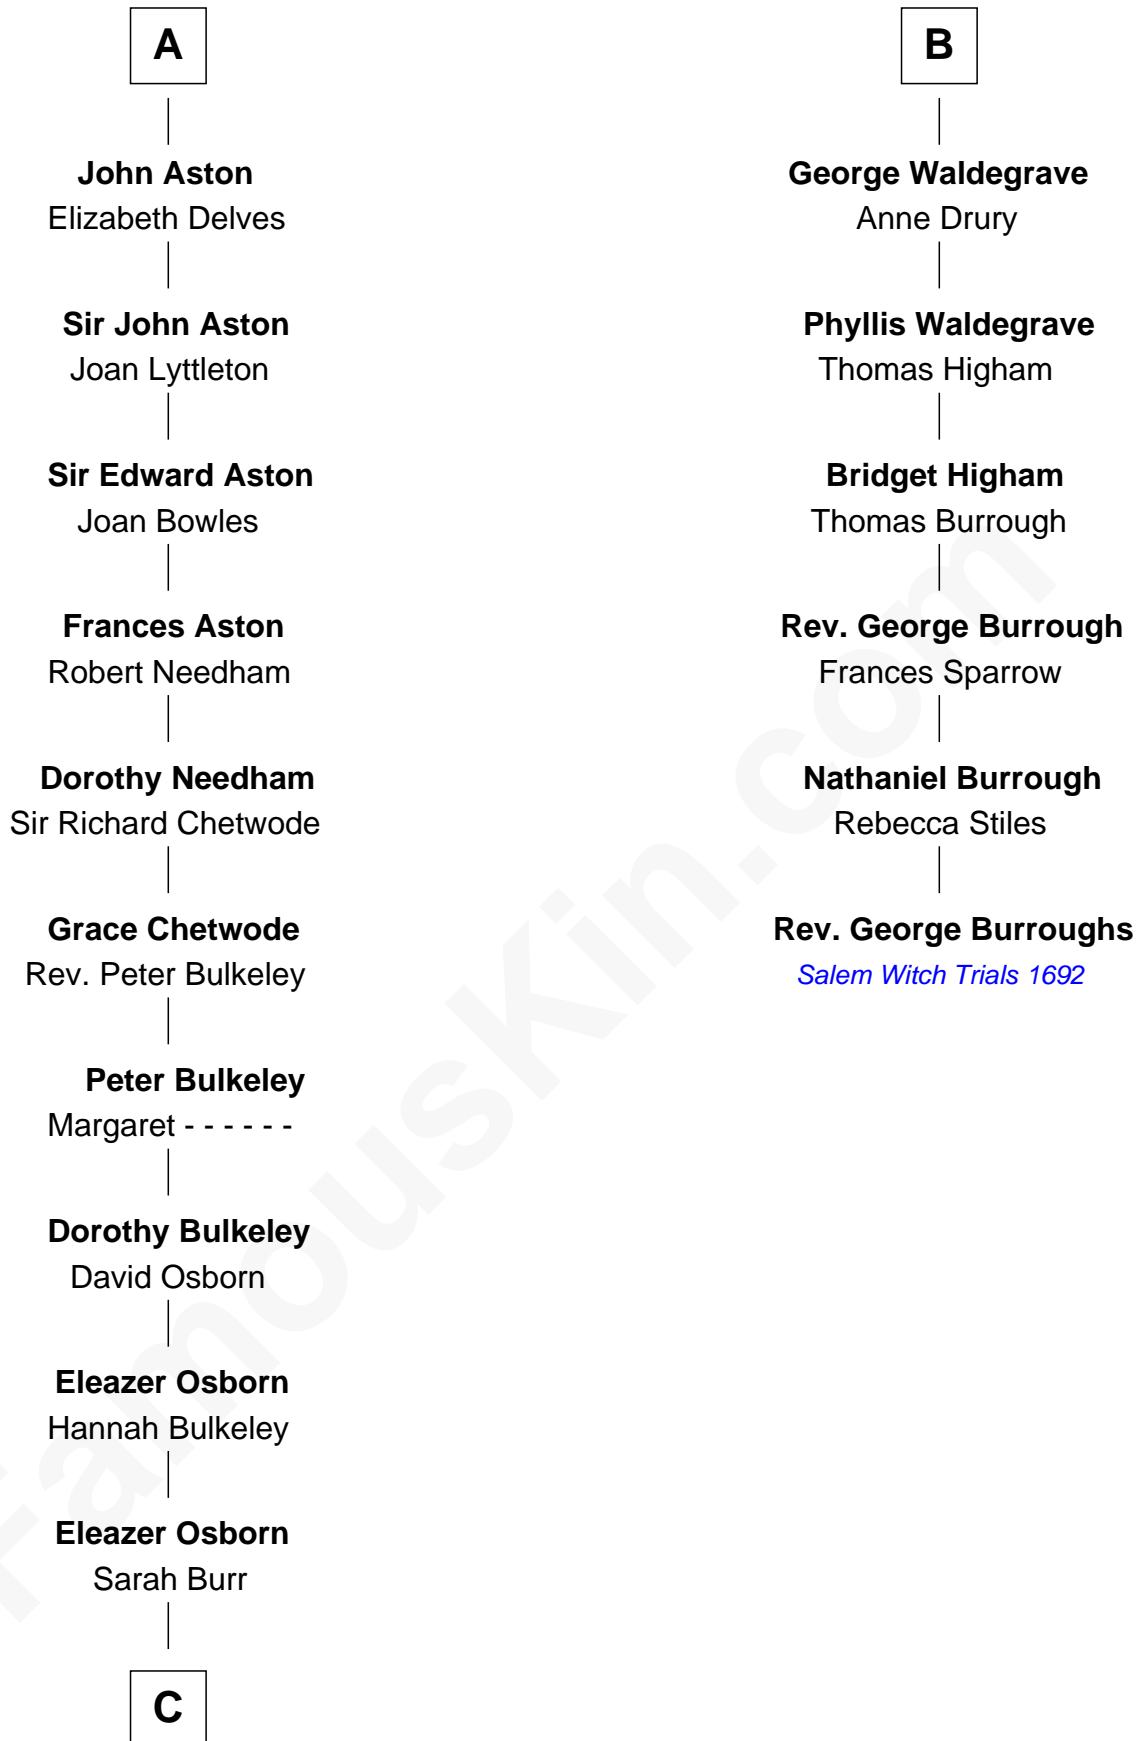 A
John Aston
Elizabeth Delves
Sir John Aston
Joan Lyttleton
Sir Edward Aston
Joan Bowles
Frances Aston
Robert Needham
Dorothy Needham
Sir Richard Chetwode
Grace Chetwode
Rev. Peter Bulkeley
Peter Bulkeley
Margaret - - - - - -
Dorothy Bulkeley
David Osborn
Eleazer Osborn
Hannah Bulkeley
Eleazer Osborn
Sarah Burr
C
B
George Waldegrave
Anne Drury
Phyllis Waldegrave
Thomas Higham
Bridget Higham
Thomas Burrough
Rev. George Burrough
Frances Sparrow
Nathaniel Burrough
Rebecca Stiles
Rev. George Burroughs
Salem Witch Trials 1692
FamousKin.com